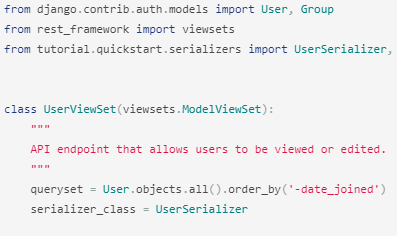 from django.contrib.auth.models import User, Group
from rest_framework import viewsets
from tutorial.quickstart.serializers import UserSerializer,
class UserViewSet(viewsets.ModelViewSet):
"""
API endpoint that allows users to be viewed or edited.
"""
queryset = User.objects.all().order_by('-date_joined')
serializer_class = UserSerializer